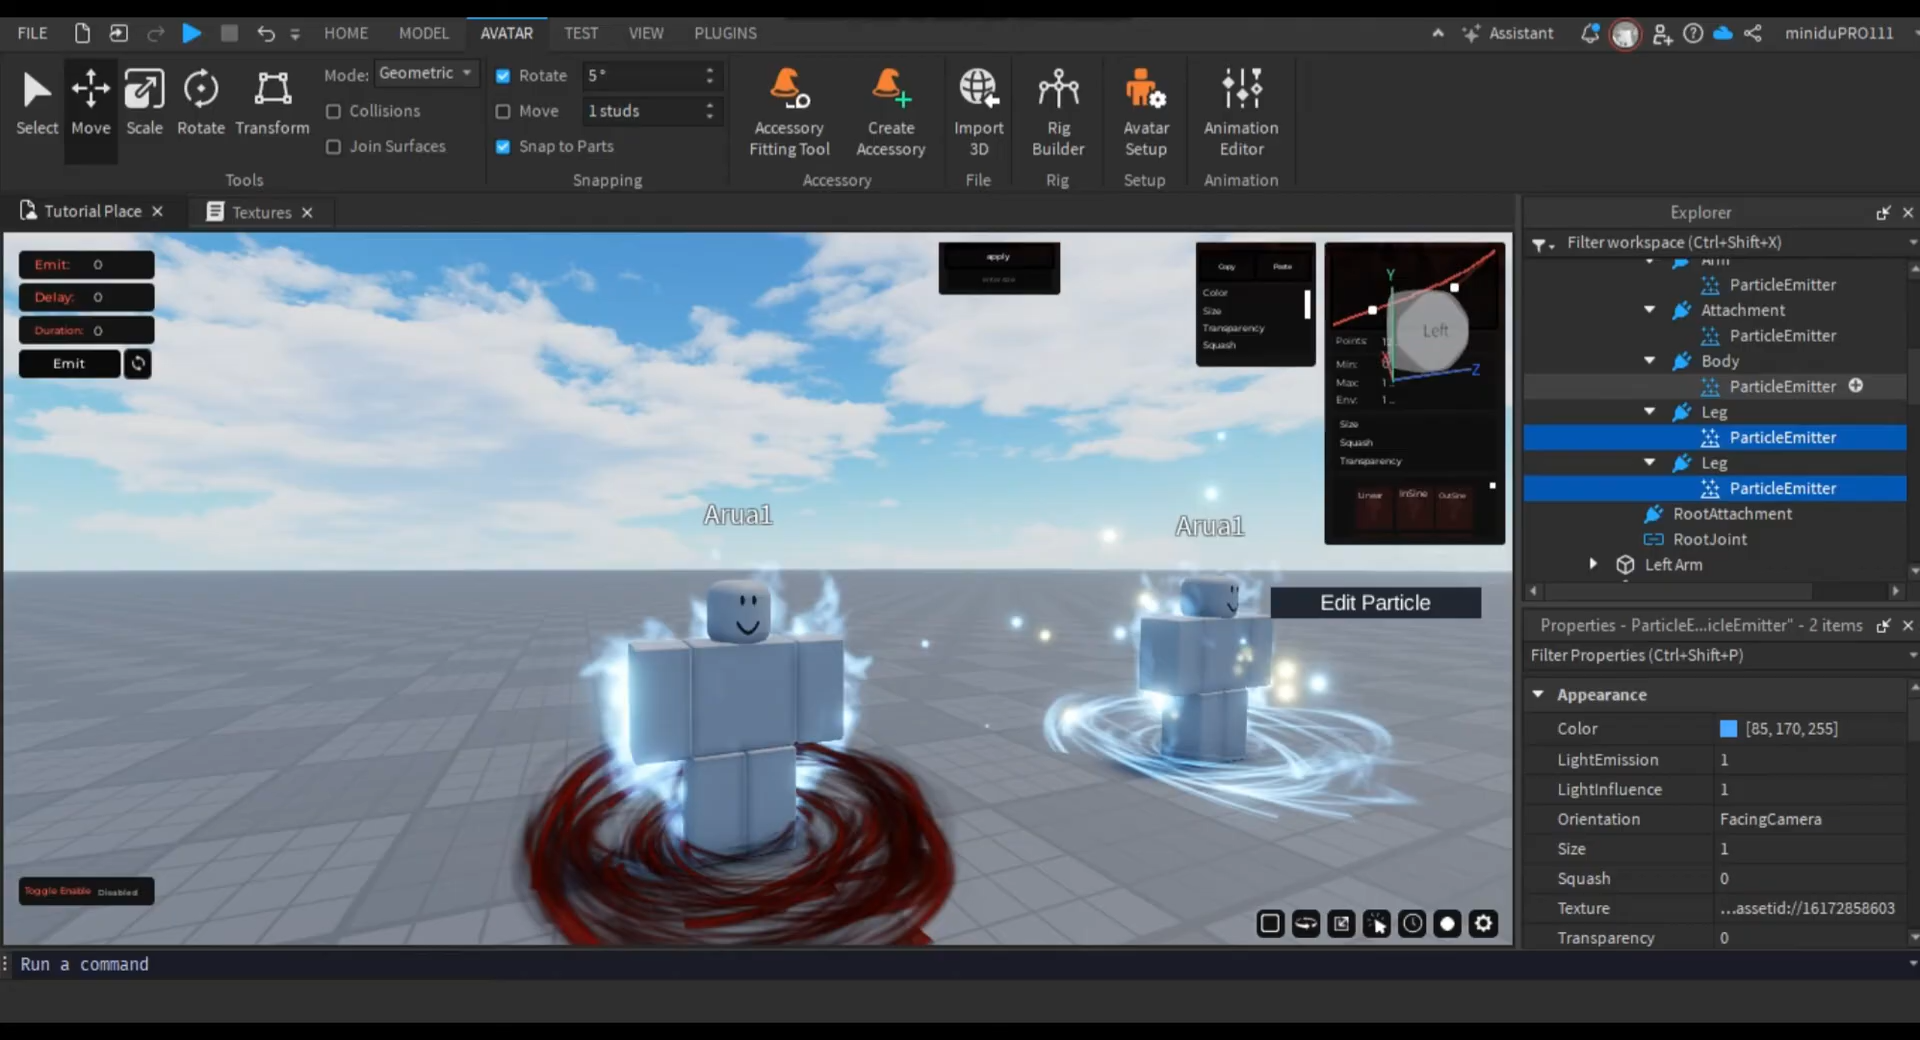 FILE HOME MODEL AVATAR TEST VIEW PLUGINS Assistant miniduPRO111
Select Move Scale Rotate Transform
Mode: Geometric
Collisions
Join Surfaces
Tools
Rotate 5°
Move 1 studs
Snap to Parts
Snapping
Accessory Fitting Tool
Create Accessory
Accessory
Import 3D
File
Rig Builder
Rig
Avatar Setup
Setup
Animation Editor
Animation
Tutorial Place
Textures
Emit: 0
Delay: 0
Duration: 0
Emit
apply
Copy Paste
Color
Size
Transparency
Squash
Y
Left
Z
Points:
Min:
Max:
Env:
Size
Squash
Transparency
Linear InSine OutSine
Arua1
Arua1
Edit Particle
Toggle Enable Disabled
Explorer
Filter workspace (Ctrl+Shift+X)
Arm
ParticleEmitter
Attachment
ParticleEmitter
Body
ParticleEmitter
Leg
ParticleEmitter
Leg
ParticleEmitter
RootAttachment
RootJoint
Left Arm
Properties - ParticleE...icleEmitter" - 2 items
Filter Properties (Ctrl+Shift+P)
Appearance
Color [85, 170, 255]
LightEmission 1
LightInfluence 1
Orientation FacingCamera
Size 1
Squash 0
Texture ...assetid://16172858603
Transparency 0
Run a command